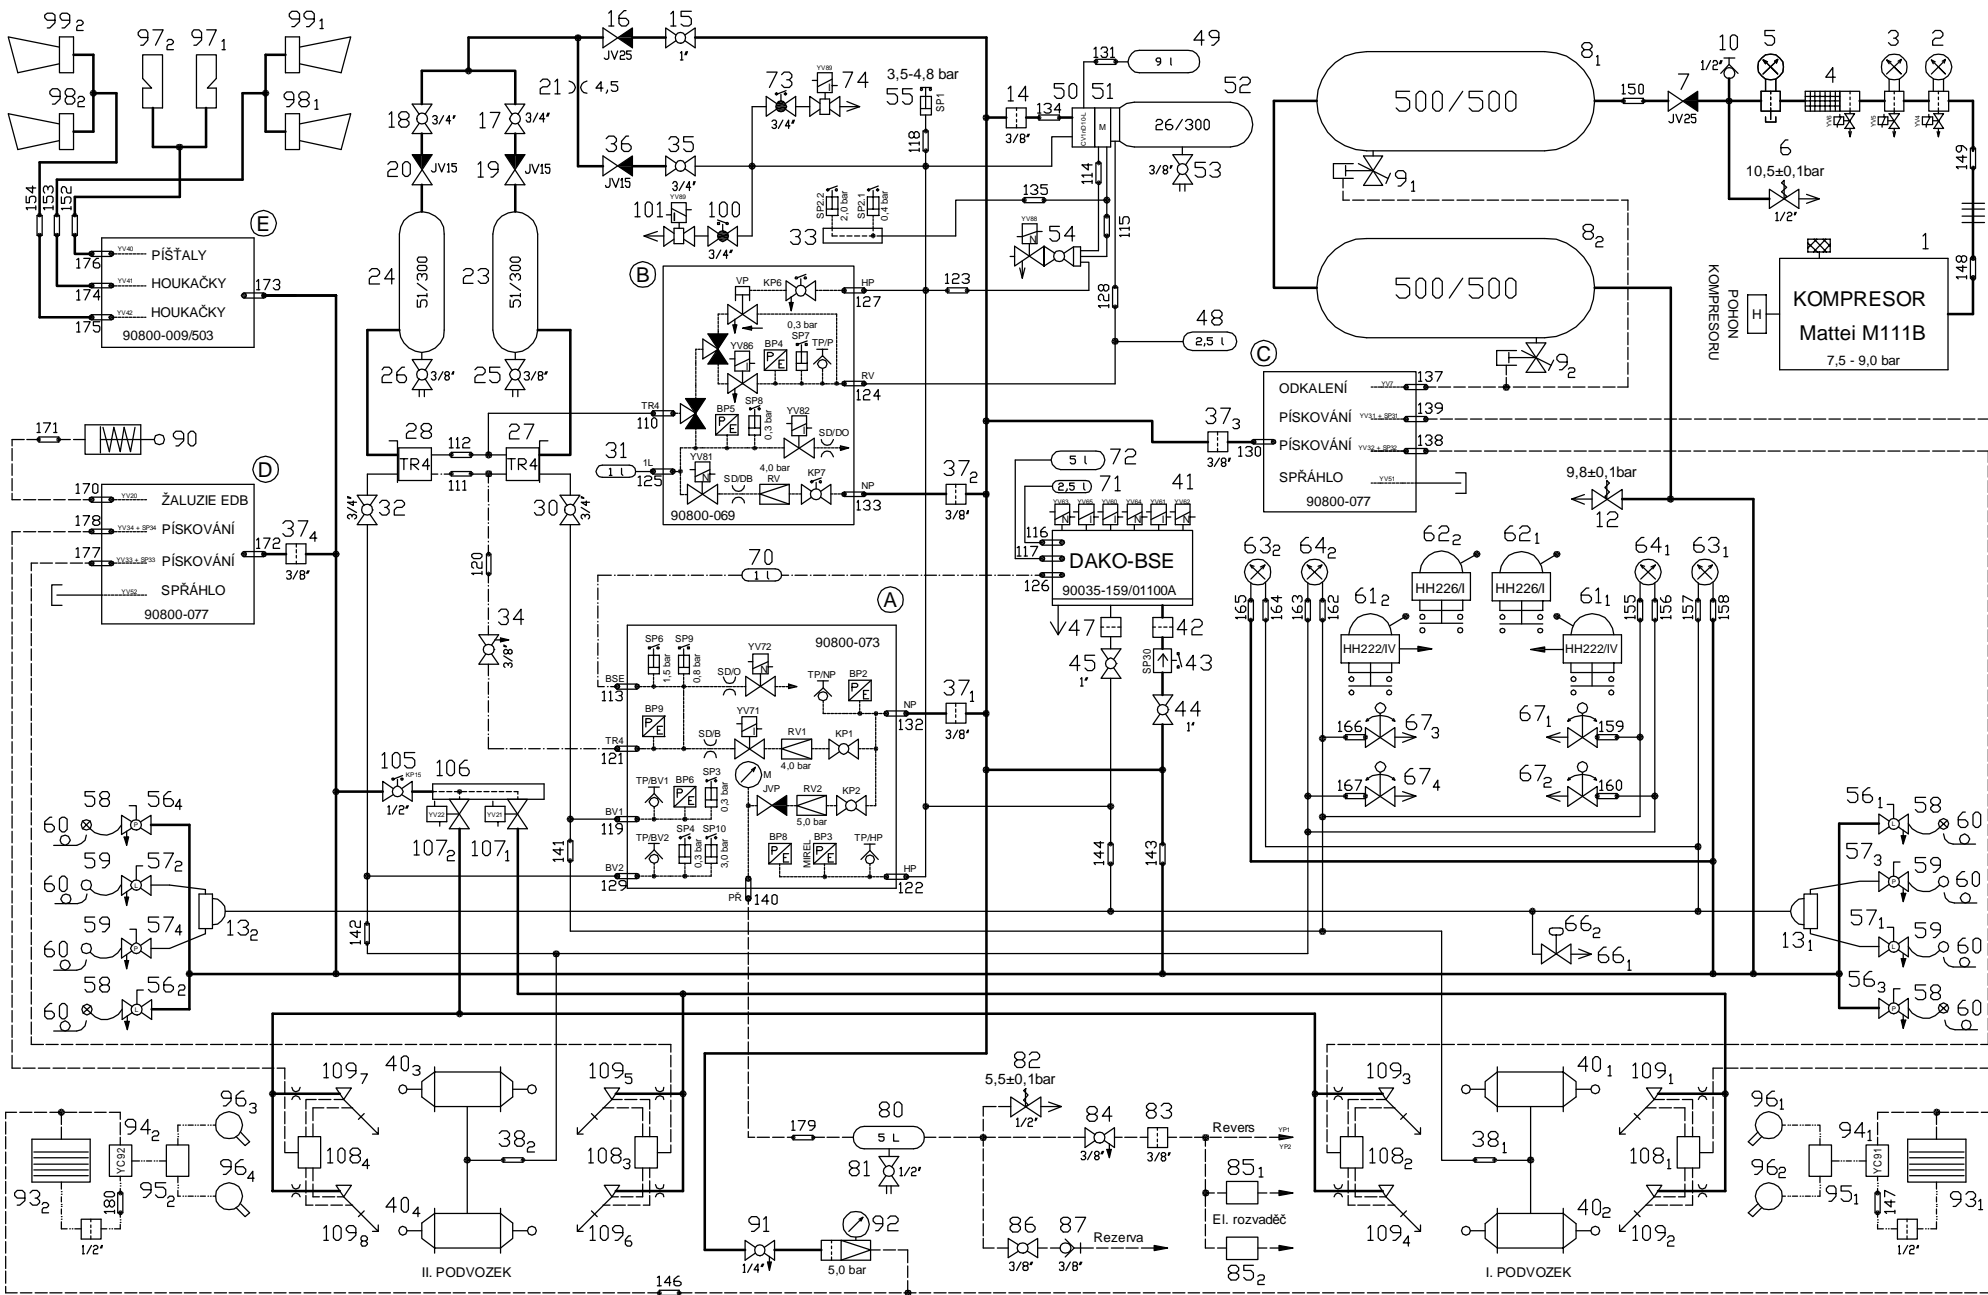 99₂
97₂ 97₁
99₁
98₂
98₁
154
153
152
E
YV40 PÍŠŤALY
176
YV41 HOUKAČKY
174
YV42 HOUKAČKY
175
173
90800-009/503
16
JV25
15
1"
21 4,5
18 3/4"
17 3/4"
20 JV15
19 JV15
36
JV15
35
3/4"
24 51/300
23 51/300
26 3/8"
25 3/8"
73
3/4"
YV89
74
3,5-4,8 bar
55 SP1
118
101
YV89
100
3/4"
SP2.2
2,0 bar
SP2.1
0,4 bar
33
135
14
3/8"
134
131
49
9 l
50 51 52
CV1nD10L
M
26/300
3/8" 53
114
115
YV88
N
54
128
48
2,5 l
123
8₁
500/500
9₁
8₂
500/500
9₂
150
7
JV25
10
1/2"
5
4
YV6
3
YV5
2
YV4
149
6
10,5±0,1bar
1/2"
148
1
KOMPRESOR
Mattei M111B
7,5 - 9,0 bar
H
POHON
KOMPRESORU
B
VP
KP6
HP
127
0,3 bar
YV86
BP4
SP7
TP/P
RV
124
TR4
110
BP5
SP8
0,3 bar
YV82
SD/DO
31
1 l
1L
125
YV81
SD/DB
4,0 bar
RV
KP7
NP
133
90800-069
37₂
3/8"
C
ODKALENÍ YV7 137
PÍSKOVÁNÍ YV31 + SP31 139
PÍSKOVÁNÍ YV32 + SP32 138
SPŘÁHLO YV51
90800-077
130
37₃
3/8"
9,8±0,1bar
12
171
90
D
170 YV20 ŽALUZIE EDB
178 YV34 + SP34 PÍSKOVÁNÍ
177 YV33 + SP33 PÍSKOVÁNÍ
YV52 SPŘÁHLO
90800-077
172
37₄
3/8"
28
TR4
112
111
27
TR4
32
3/4"
30
3/4"
120
34
3/8"
70
1 l
72
5 l
71
2,5 l
41
YV63 YV65 YV60 YV64 YV61 YV62
116
117
126
DAKO-BSE
90035-159/01100A
47
42
45
1"
SP30
43
44
1"
A
90800-073
SP6
1,5 bar
SP9
0,8 bar
YV72
SD/O
BSE
113
TP/NP
BP2
NP
132
BP9
YV71
SD/B
RV1
4,0 bar
KP1
TR4
121
M
TP/BV1
BP6
SP3
0,3 bar
JVP
RV2
5,0 bar
KP2
BV1
119
TP/BV2
SP4
0,3 bar
SP10
3,0 bar
BP8
MIREL
BP3
TP/HP
BV2
129
HP
122
PŘ
140
37₁
3/8"
63₂
64₂
62₂
HH226/I
62₁
HH226/I
64₁
63₁
165
164
163
162
61₂
HH222/IV
61₁
HH222/IV
155
156
157
158
166
67₃
67₁
159
167
67₄
67₂
160
105
KP15
1/2"
106
YV22
YV21
107₂
107₁
141
142
144
143
58 56₄
60
59 57₂
60
59 57₄
60
58 56₂
60
13₂
56₁ 58
60
57₃ 59
60
57₁ 59
60
56₃ 58
60
13₁
66₂
66₁
109₇
40₃
109₅
96₃
94₂
YC92
93₂
180
95₂
96₄
1/2"
108₄
38₂
108₃
40₄
109₈
109₆
II. PODVOZEK
146
179
80
5 L
81 1/2"
82
5,5±0,1bar
1/2"
84
3/8"
83
3/8"
Revers
YP1
YP2
85₁
El. rozvaděč
85₂
86
3/8"
87
3/8"
Rezerva
91
1/4"
92
5,0 bar
109₃
40₁
109₁
108₂
38₁
108₁
40₂
109₄
109₂
I. PODVOZEK
96₁
96₂
95₁
94₁
YC91
147
93₁
1/2"